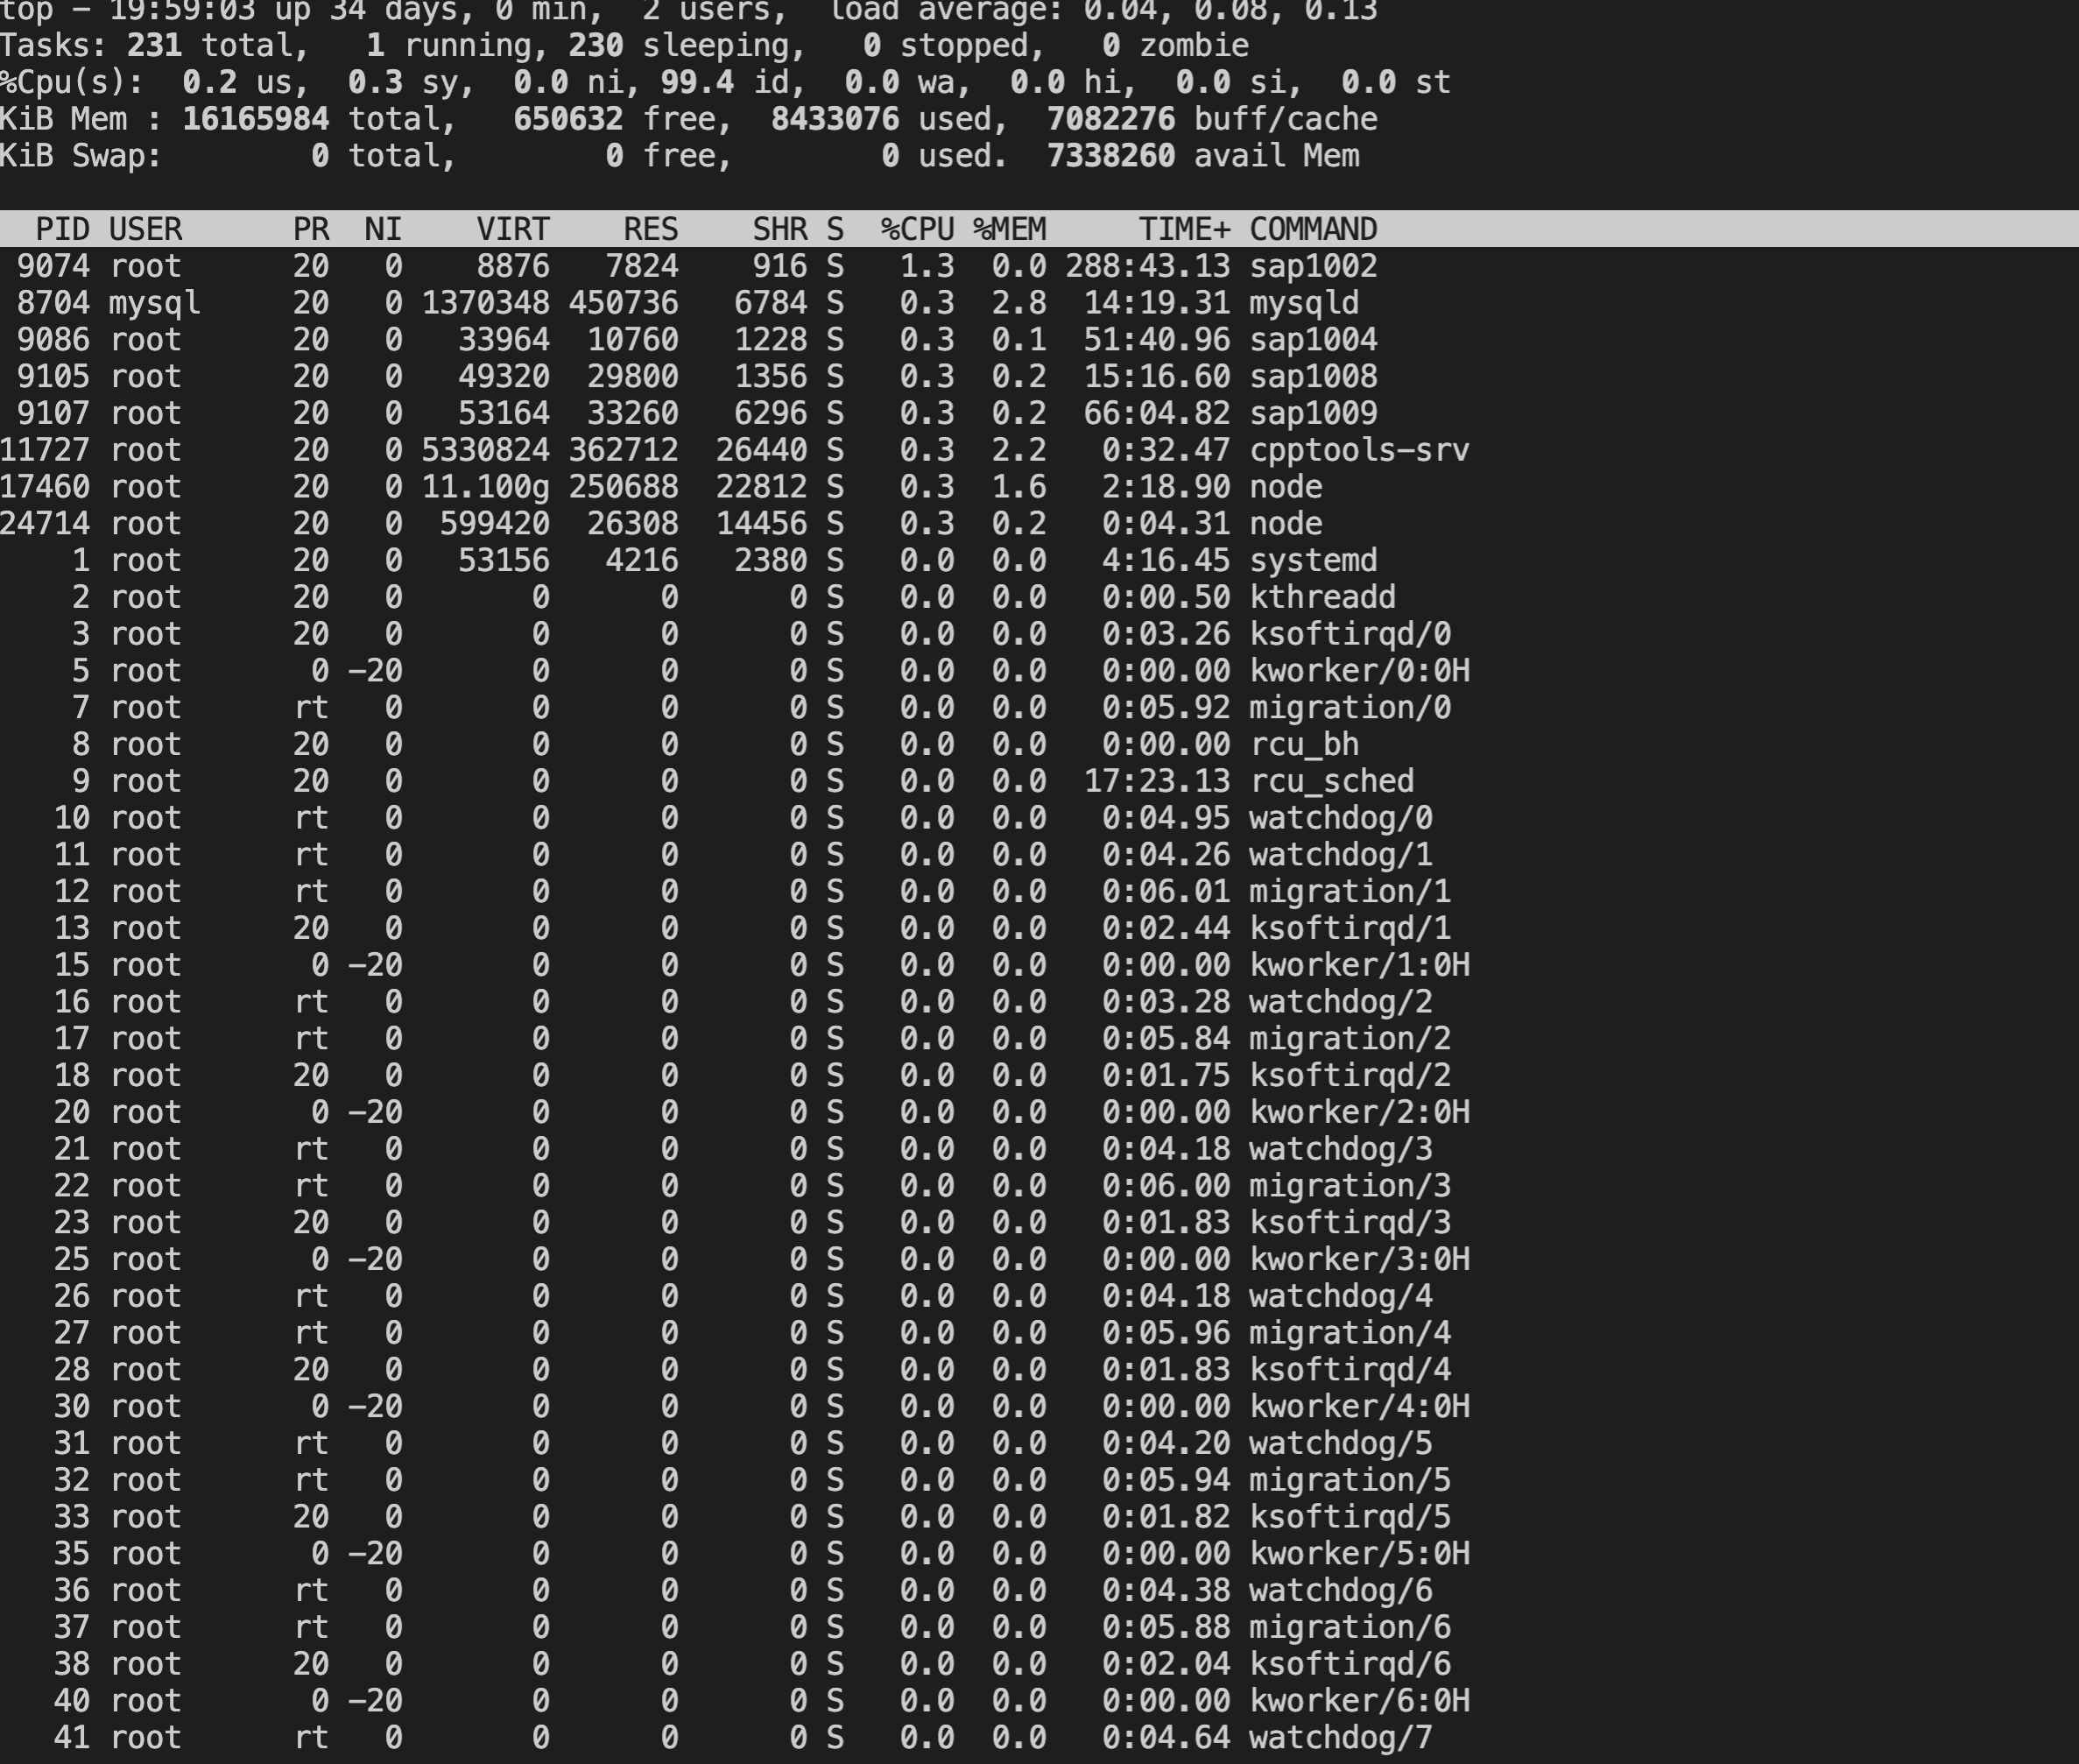 top – 19:59:03 up 34 days, 0 min,  2 users,  load average: 0.04, 0.08, 0.13
Tasks: 231 total,   1 running, 230 sleeping,   0 stopped,   0 zombie
%Cpu(s):  0.2 us,  0.3 sy,  0.0 ni, 99.4 id,  0.0 wa,  0.0 hi,  0.0 si,  0.0 st
KiB Mem : 16165984 total,   650632 free,  8433076 used,  7082276 buff/cache
KiB Swap:        0 total,        0 free,        0 used.  7338260 avail Mem
PID USER      PR  NI    VIRT    RES    SHR S  %CPU %MEM     TIME+ COMMAND
9074 root      20   0    8876   7824    916 S   1.3  0.0 288:43.13 sap1002
8704 mysql     20   0 1370348 450736   6784 S   0.3  2.8  14:19.31 mysqld
9086 root      20   0   33964  10760   1228 S   0.3  0.1  51:40.96 sap1004
9105 root      20   0   49320  29800   1356 S   0.3  0.2  15:16.60 sap1008
9107 root      20   0   53164  33260   6296 S   0.3  0.2  66:04.82 sap1009
11727 root      20   0 5330824 362712  26440 S   0.3  2.2   0:32.47 cpptools–srv
17460 root      20   0 11.100g 250688  22812 S   0.3  1.6   2:18.90 node
24714 root      20   0  599420  26308  14456 S   0.3  0.2   0:04.31 node
1 root      20   0   53156   4216   2380 S   0.0  0.0   4:16.45 systemd
2 root      20   0       0      0      0 S   0.0  0.0   0:00.50 kthreadd
3 root      20   0       0      0      0 S   0.0  0.0   0:03.26 ksoftirqd/0
5 root       0 –20       0      0      0 S   0.0  0.0   0:00.00 kworker/0:0H
7 root      rt   0       0      0      0 S   0.0  0.0   0:05.92 migration/0
8 root      20   0       0      0      0 S   0.0  0.0   0:00.00 rcu_bh
9 root      20   0       0      0      0 S   0.0  0.0  17:23.13 rcu_sched
10 root      rt   0       0      0      0 S   0.0  0.0   0:04.95 watchdog/0
11 root      rt   0       0      0      0 S   0.0  0.0   0:04.26 watchdog/1
12 root      rt   0       0      0      0 S   0.0  0.0   0:06.01 migration/1
13 root      20   0       0      0      0 S   0.0  0.0   0:02.44 ksoftirqd/1
15 root       0 –20       0      0      0 S   0.0  0.0   0:00.00 kworker/1:0H
16 root      rt   0       0      0      0 S   0.0  0.0   0:03.28 watchdog/2
17 root      rt   0       0      0      0 S   0.0  0.0   0:05.84 migration/2
18 root      20   0       0      0      0 S   0.0  0.0   0:01.75 ksoftirqd/2
20 root       0 –20       0      0      0 S   0.0  0.0   0:00.00 kworker/2:0H
21 root      rt   0       0      0      0 S   0.0  0.0   0:04.18 watchdog/3
22 root      rt   0       0      0      0 S   0.0  0.0   0:06.00 migration/3
23 root      20   0       0      0      0 S   0.0  0.0   0:01.83 ksoftirqd/3
25 root       0 –20       0      0      0 S   0.0  0.0   0:00.00 kworker/3:0H
26 root      rt   0       0      0      0 S   0.0  0.0   0:04.18 watchdog/4
27 root      rt   0       0      0      0 S   0.0  0.0   0:05.96 migration/4
28 root      20   0       0      0      0 S   0.0  0.0   0:01.83 ksoftirqd/4
30 root       0 –20       0      0      0 S   0.0  0.0   0:00.00 kworker/4:0H
31 root      rt   0       0      0      0 S   0.0  0.0   0:04.20 watchdog/5
32 root      rt   0       0      0      0 S   0.0  0.0   0:05.94 migration/5
33 root      20   0       0      0      0 S   0.0  0.0   0:01.82 ksoftirqd/5
35 root       0 –20       0      0      0 S   0.0  0.0   0:00.00 kworker/5:0H
36 root      rt   0       0      0      0 S   0.0  0.0   0:04.38 watchdog/6
37 root      rt   0       0      0      0 S   0.0  0.0   0:05.88 migration/6
38 root      20   0       0      0      0 S   0.0  0.0   0:02.04 ksoftirqd/6
40 root       0 –20       0      0      0 S   0.0  0.0   0:00.00 kworker/6:0H
41 root      rt   0       0      0      0 S   0.0  0.0   0:04.64 watchdog/7